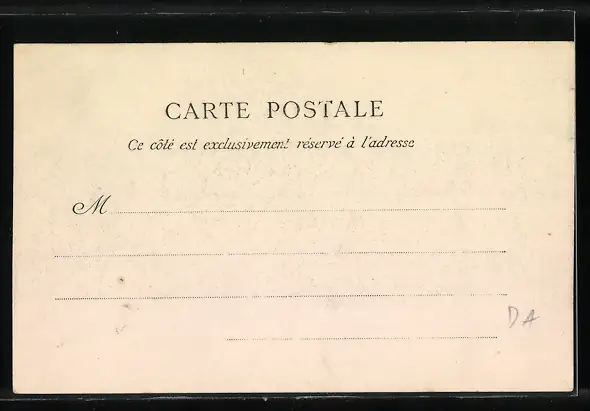 CARTE POSTALE
Ce côté est exclusivement réservé à l'adresse
M
DA